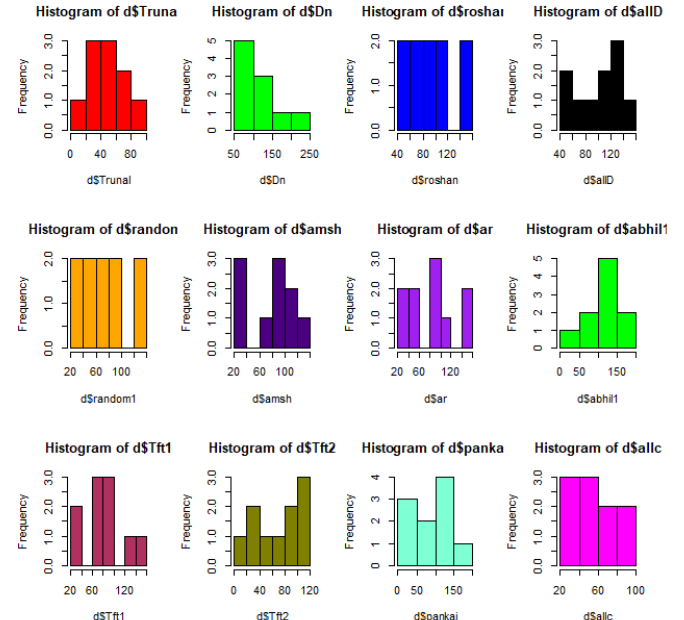 Histogram of d$Truna
Frequency
0.0 1.0 2.0 3.0
0 40 80
d$Trunal
Histogram of d$Dn
Frequency
0 1 2 3 4 5
50 150 250
d$Dn
Histogram of d$roshai
Frequency
0.0 1.0 2.0
40 80 120
d$roshan
Histogram of d$allD
Frequency
0.0 1.0 2.0 3.0
40 80 120
d$allD
Histogram of d$random
Frequency
0.0 1.0 2.0
20 60 100
d$random1
Histogram of d$amsh
Frequency
0.0 1.0 2.0 3.0
20 60 100
d$amsh
Histogram of d$ar
Frequency
0.0 1.0 2.0 3.0
20 60 120
d$ar
Histogram of d$abhil1
Frequency
0 1 2 3 4 5
0 50 150
d$abhil1
Histogram of d$Tft1
Frequency
0.0 1.0 2.0 3.0
20 60 120
d$Tft1
Histogram of d$Tft2
Frequency
0.0 1.0 2.0 3.0
0 40 80 120
d$Tft2
Histogram of d$panka
Frequency
0 1 2 3 4
0 50 150
d$pankaj
Histogram of d$allc
Frequency
0.0 1.0 2.0 3.0
20 60 100
d$allc